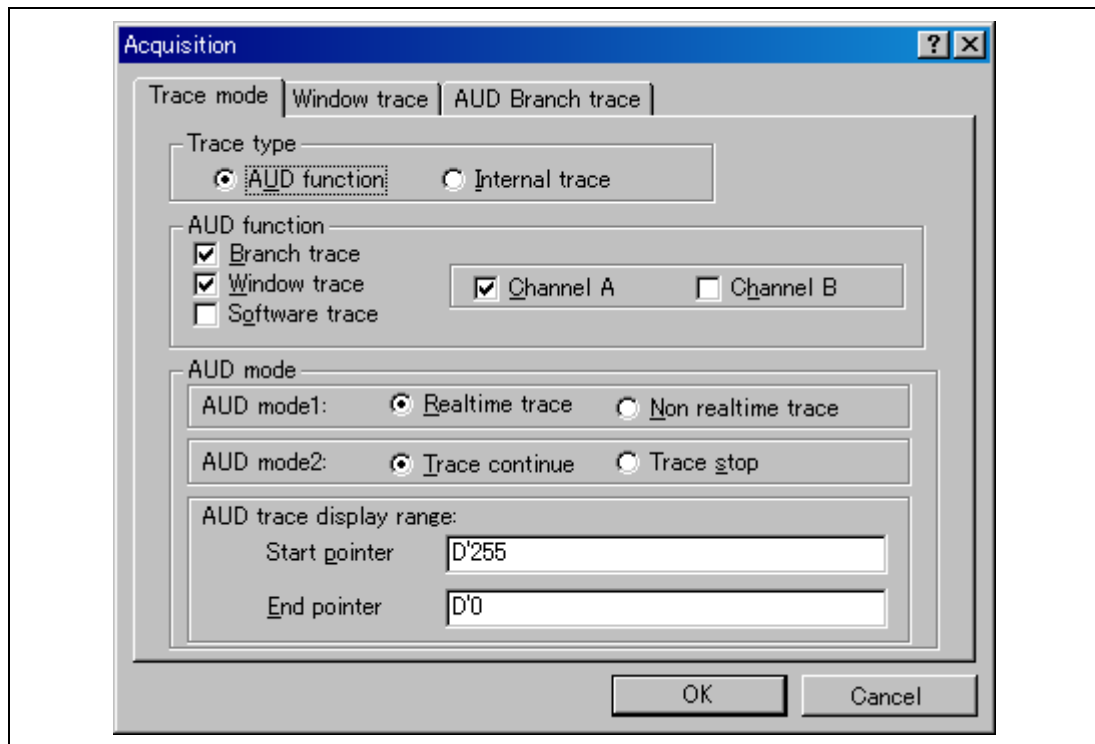 Acquisition
Trace mode Window trace AUD Branch trace
Trace type
AUD function Internal trace
AUD function
Branch trace
Window trace Channel A Channel B
Software trace
AUD mode
AUD mode1: Realtime trace Non realtime trace
AUD mode2: Trace continue Trace stop
AUD trace display range:
Start pointer D'255
End pointer D'0
OK Cancel